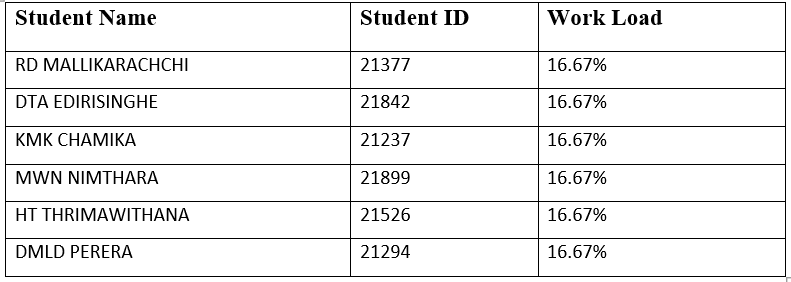 Student Name Student ID Work Load
RD MALLIKARACHCHI 21377 16.67%
DTA EDIRISINGHE 21842 16.67%
KMK CHAMIKA 21237 16.67%
MWN NIMTHARA 21899 16.67%
HT THRIMAWITHANA 21526 16.67%
DMLD PERERA 21294 16.67%